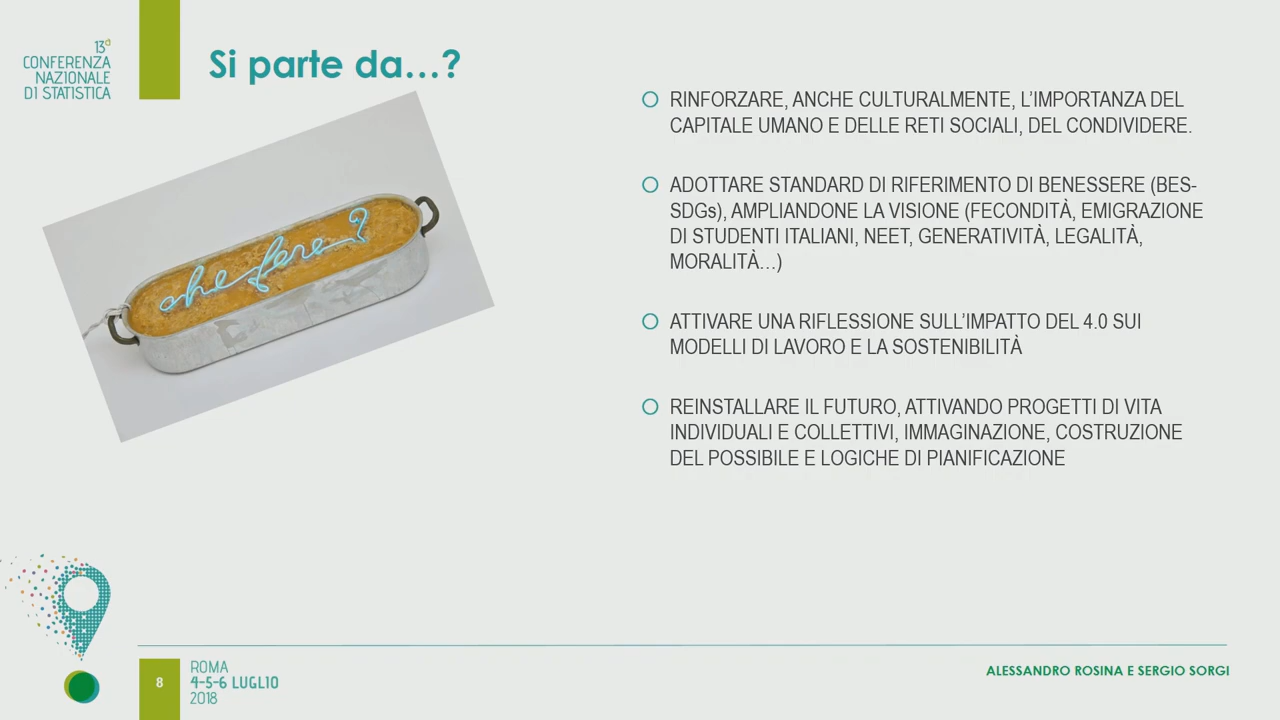 13a
CONFERENZA
NAZIONALE
DI STATISTICA
Si parte da...?
RINFORZARE, ANCHE CULTURALMENTE, L'IMPORTANZA DEL
CAPITALE UMANO E DELLE RETI SOCIALI, DEL CONDIVIDERE.
ADOTTARE STANDARD DI RIFERIMENTO DI BENESSERE (BES-
SDGs), AMPLIANDONE LA VISIONE (FECONDITÀ, EMIGRAZIONE
DI STUDENTI ITALIANI, NEET, GENERATIVITÀ, LEGALITÀ,
MORALITÀ...)
ATTIVARE UNA RIFLESSIONE SULL'IMPATTO DEL 4.0 SUI
MODELLI DI LAVORO E LA SOSTENIBILITÀ
REINSTALLARE IL FUTURO, ATTIVANDO PROGETTI DI VITA
INDIVIDUALI E COLLETTIVI, IMMAGINAZIONE, COSTRUZIONE
DEL POSSIBILE E LOGICHE DI PIANIFICAZIONE
che fare?
8
ROMA
4-5-6 LUGLIO
2018
ALESSANDRO ROSINA E SERGIO SORGI